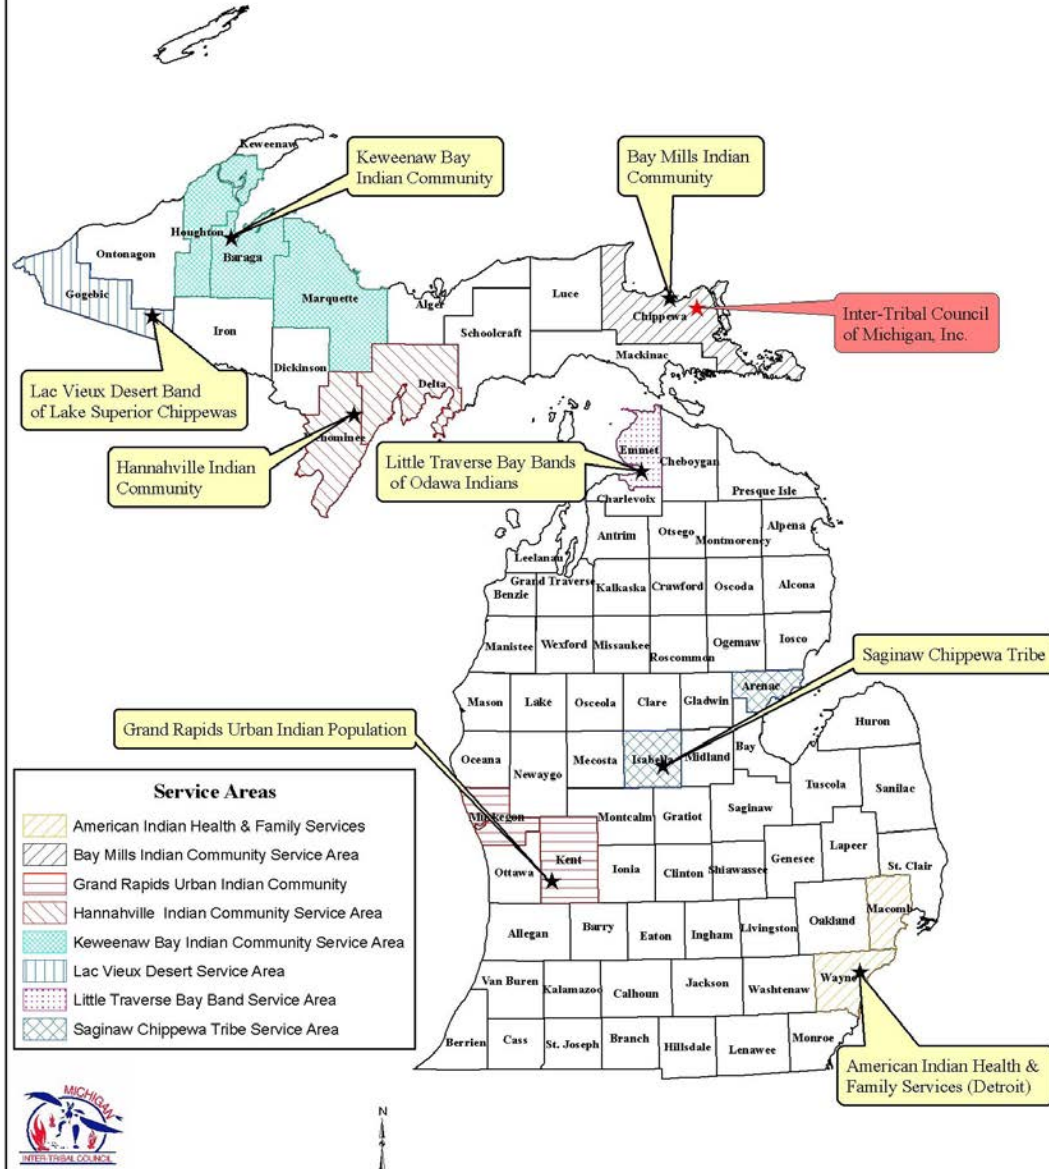 Keweenaw
Keweenaw Bay
Indian Community
Bay Mills Indian
Community
Houghton
Baraga
Ontonagon
Gogebic
Marquette
Alger
Luce
Chippewa
Inter-Tribal Council
of Michigan, Inc.
Iron
Schoolcraft
Mackinac
Dickinson
Delta
Lac Vieux Desert Band
of Lake Superior Chippewas
Hannahville Indian
Community
Little Traverse Bay Bands
of Odawa Indians
Emmet
Cheboygan
Charlevoix
Presque Isle
Antrim
Otsego
Montmorency
Alpena
Leelanau
Grand Traverse
Benzie
Kalkaska
Crawford
Oscoda
Alcona
Manistee
Wexford
Missaukee
Roscommon
Ogemaw
Iosco
Saginaw Chippewa Tribe
Mason
Lake
Osceola
Clare
Gladwin
Arenac
Grand Rapids Urban Indian Population
Huron
Oceana
Newaygo
Mecosta
Isabella
Midland
Bay
Tuscola
Sanilac
Muskegon
Montcalm
Gratiot
Saginaw
Ottawa
Kent
Ionia
Clinton
Shiawassee
Genesee
Lapeer
St. Clair
Allegan
Barry
Eaton
Ingham
Livingston
Oakland
Macomb
Van Buren
Kalamazoo
Calhoun
Jackson
Washtenaw
Wayne
Berrien
Cass
St. Joseph
Branch
Hillsdale
Lenawee
Monroe
American Indian Health &
Family Services (Detroit)
Service Areas
American Indian Health & Family Services
Bay Mills Indian Community Service Area
Grand Rapids Urban Indian Community
Hannahville Indian Community Service Area
Keweenaw Bay Indian Community Service Area
Lac Vieux Desert Service Area
Little Traverse Bay Band Service Area
Saginaw Chippewa Tribe Service Area
MICHIGAN
INTER-TRIBAL COUNCIL
N